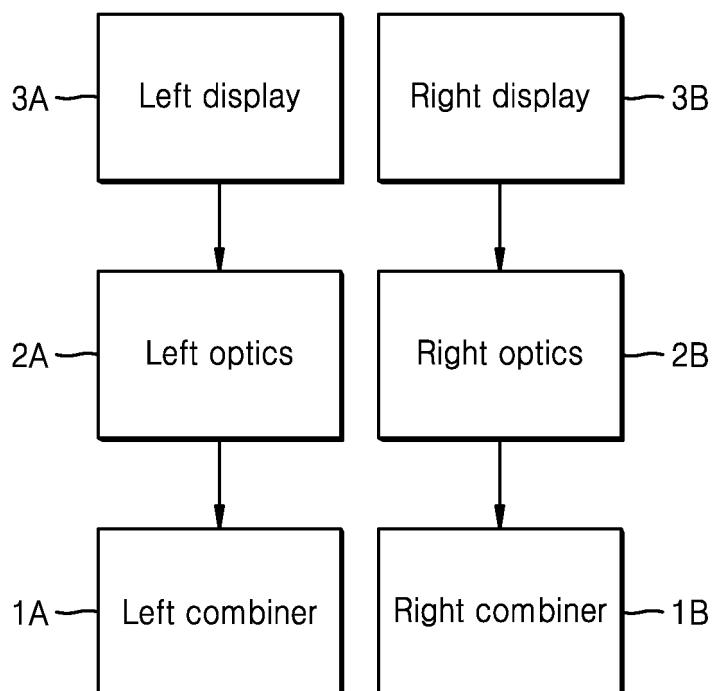 3A Left display Right display 3B
2A Left optics Right optics 2B
1A Left combiner Right combiner 1B